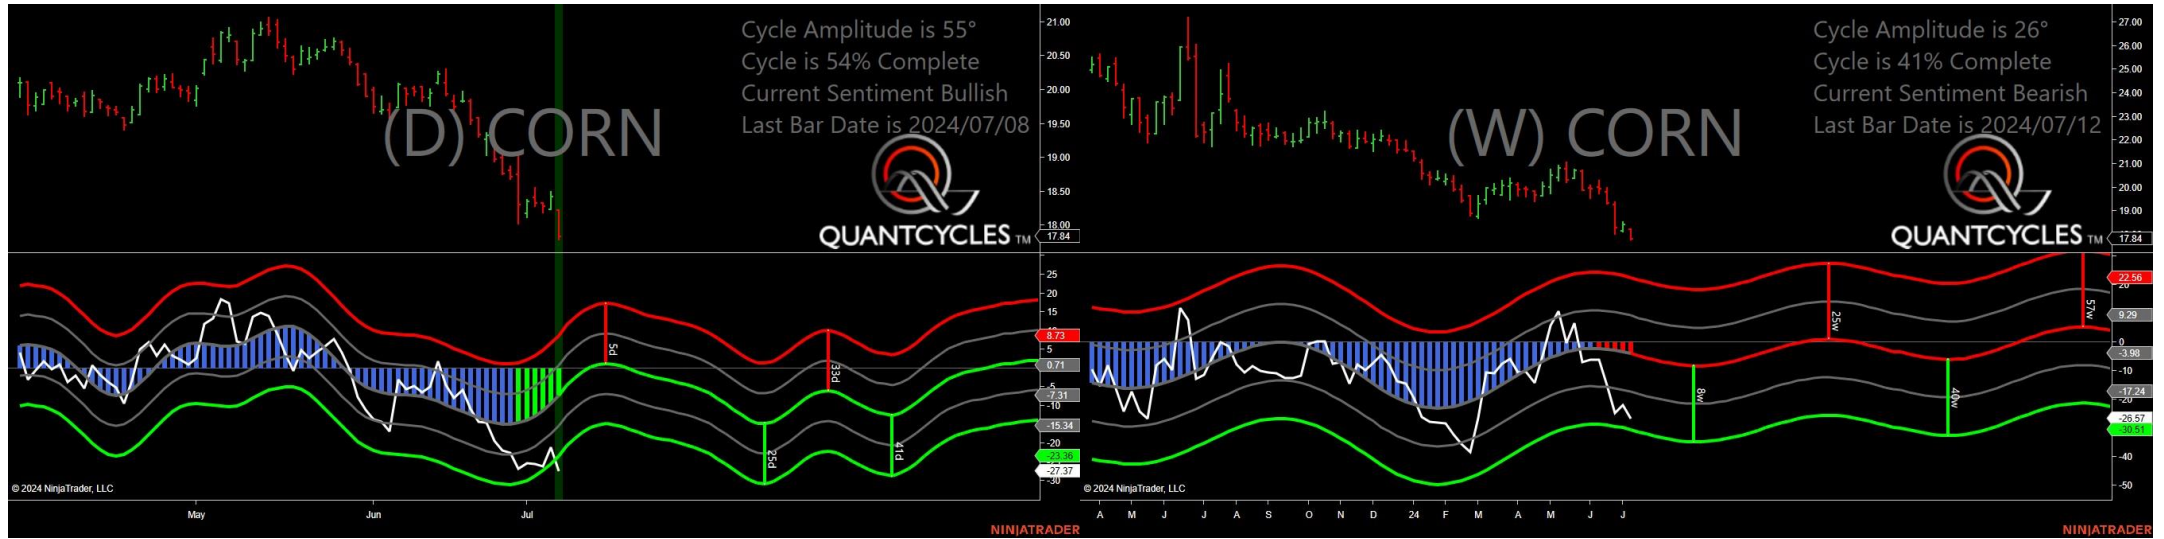 Cycle Amplitude is 55°
Cycle is 54% Complete
Current Sentiment Bullish
Last Bar Date is 2024/07/08
(D) CORN
QUANTCYCLES TM
21.00
20.50
20.00
19.50
19.00
18.50
18.00
17.84
25
20
15
8.73
5
0.71
-5
-7.31
-10
-15.34
-20
-23.36
-27.37
-30
5d
25d
33d
41d
© 2024 NinjaTrader, LLC
May
Jun
Jul
NINJATRADER
Cycle Amplitude is 26°
Cycle is 41% Complete
Current Sentiment Bearish
Last Bar Date is 2024/07/12
(W) CORN
QUANTCYCLES TM
27.00
26.00
25.00
24.00
23.00
22.00
21.00
20.00
19.00
17.84
22.56
20
9.29
0
-3.98
-10
-17.24
-20
-26.57
-30.51
-40
-50
8w
25w
40w
57w
© 2024 NinjaTrader, LLC
A M J J A S O N D 24 F M A M J J
NINJATRADER